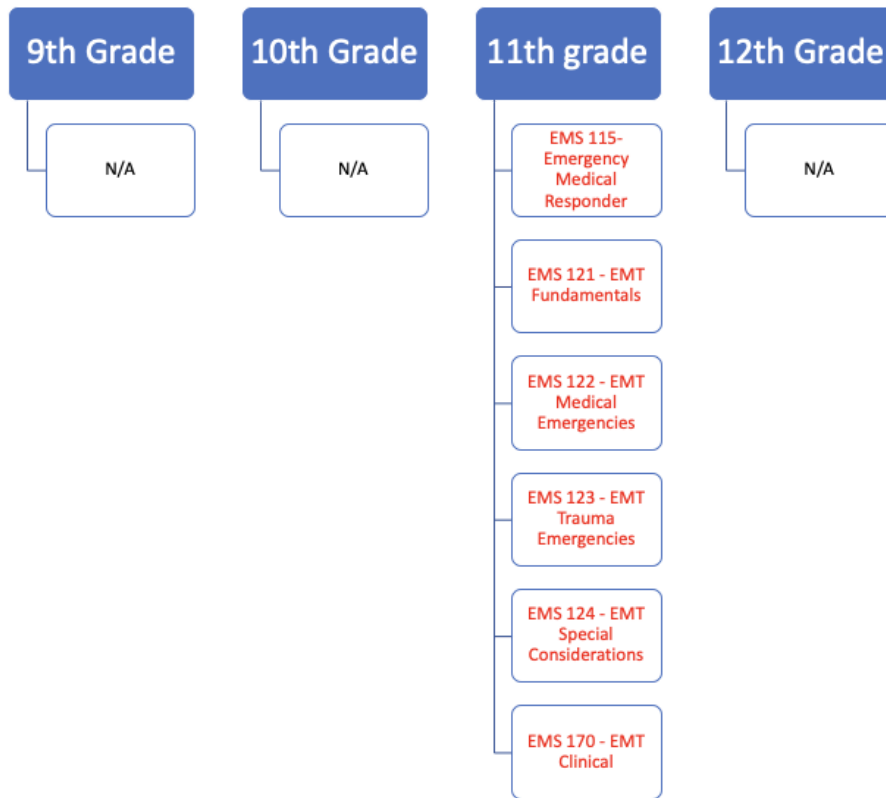 9th Grade
N/A
10th Grade
N/A
11th grade
EMS 115-
Emergency
Medical
Responder
EMS 121 - EMT
Fundamentals
EMS 122 - EMT
Medical
Emergencies
EMS 123 - EMT
Trauma
Emergencies
EMS 124 - EMT
Special
Considerations
EMS 170 - EMT
Clinical
12th Grade
N/A